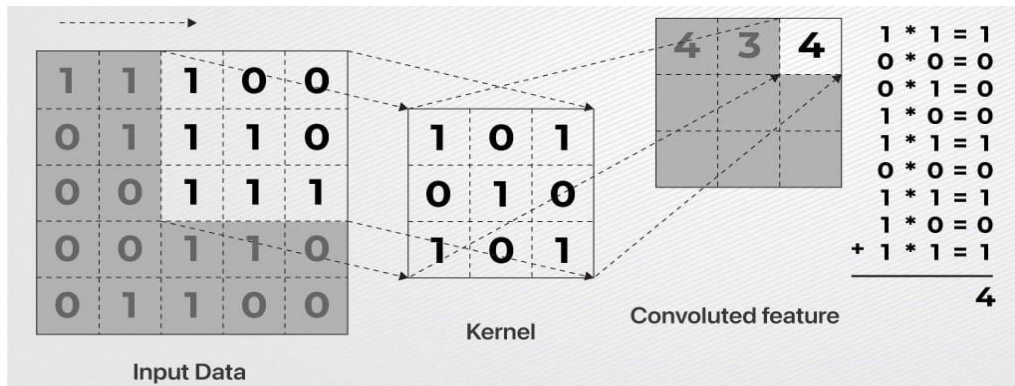 1 1 1 0 0
0 1 1 1 0
0 0 1 1 1
0 0 1 1 0
0 1 1 0 0
Input Data
1 0 1
0 1 0
1 0 1
Kernel
4 3 4
Convoluted feature
1 * 1 = 1
0 * 0 = 0
0 * 1 = 0
1 * 0 = 0
1 * 1 = 1
0 * 0 = 0
1 * 1 = 1
1 * 0 = 0
+ 1 * 1 = 1
4